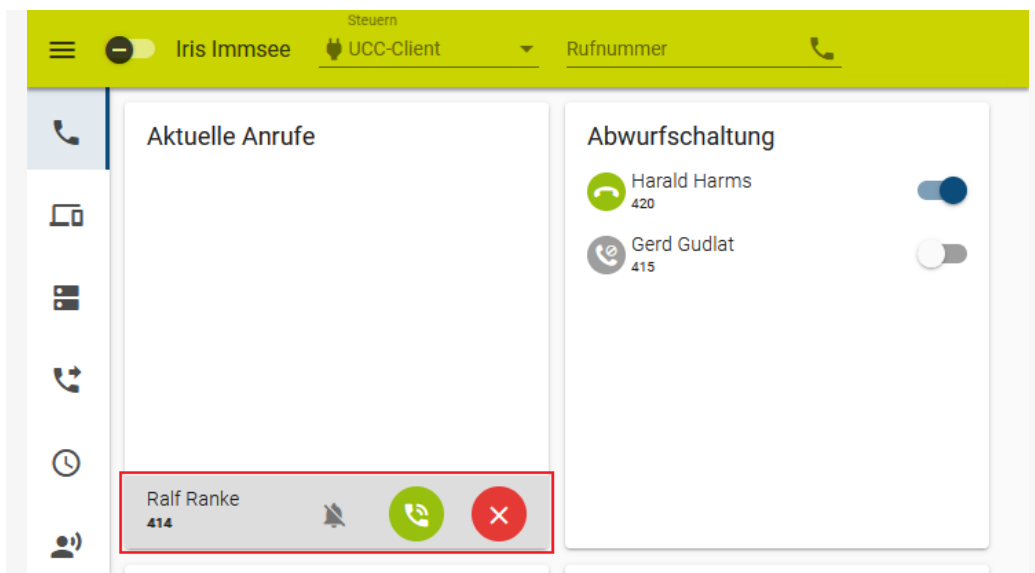 Steuern
Iris Immsee
UCC-Client
Rufnummer
Aktuelle Anrufe
Abwurfschaltung
Harald Harms
420
Gerd Gudlat
415
Ralf Ranke
414